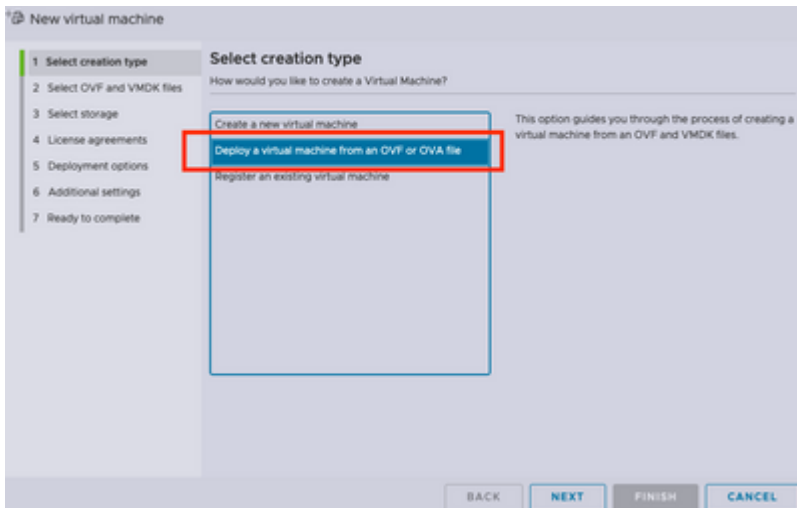 New virtual machine
1 Select creation type
2 Select OVF and VMDK files
3 Select storage
4 License agreements
5 Deployment options
6 Additional settings
7 Ready to complete
Select creation type
How would you like to create a Virtual Machine?
Create a new virtual machine
Deploy a virtual machine from an OVF or OVA file
Register an existing virtual machine
This option guides you through the process of creating a
virtual machine from an OVF and VMDK files.
BACK
NEXT
FINISH
CANCEL